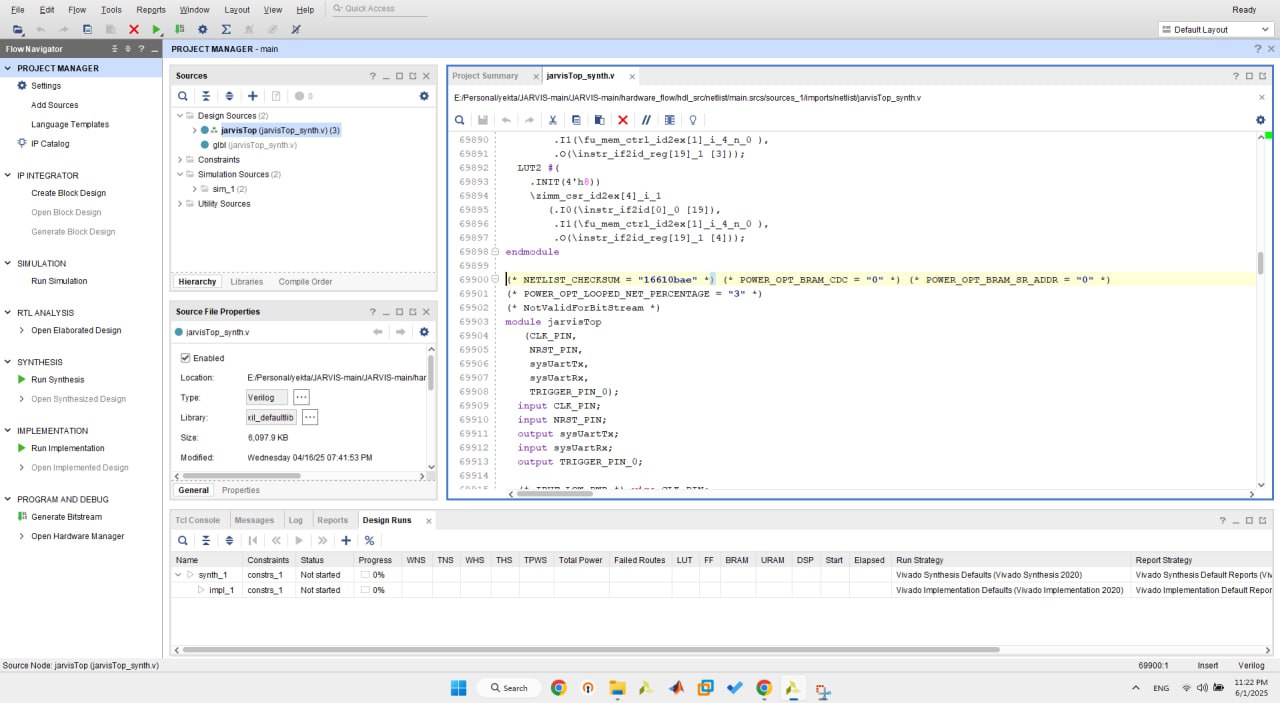 File Edit Flow Tools Reports Window Layout View Help Quick Access Ready
Default Layout
Flow Navigator
PROJECT MANAGER - main
PROJECT MANAGER
Settings
Add Sources
Language Templates
IP Catalog
IP INTEGRATOR
Create Block Design
Open Block Design
Generate Block Design
SIMULATION
Run Simulation
RTL ANALYSIS
Open Elaborated Design
SYNTHESIS
Run Synthesis
Open Synthesized Design
IMPLEMENTATION
Run Implementation
Open Implemented Design
PROGRAM AND DEBUG
Generate Bitstream
Open Hardware Manager
Sources
0
Design Sources (2)
jarvisTop (jarvisTop_synth.v) (3)
glbl (jarvisTop_synth.v)
Constraints
Simulation Sources (2)
sim_1 (2)
Utility Sources
Hierarchy Libraries Compile Order
Source File Properties
jarvisTop_synth.v
Enabled
Location: E:/Personal/yekta/JARVIS-main/JARVIS-main/har
Type: Verilog
Library: xil_defaultlib
Size: 6,097.9 KB
Modified: Wednesday 04/16/25 07:41:53 PM
General Properties
Project Summary jarvisTop_synth.v
E:/Personal/yekta/JARVIS-main/JARVIS-main/hardware_flow/hdl_src/netlist/main.srcs/sources_1/imports/netlist/jarvisTop_synth.v
69890 .I1(\fu_mem_ctrl_id2ex[1]_i_4_n_0 ),
69891 .O(\instr_if2id_reg[19]_1 [3]));
69892 LUT2 #(
69893 .INIT(4'h8))
69894 \zimm_csr_id2ex[4]_i_1
69895 (.I0(\instr_if2id[0]_0 [19]),
69896 .I1(\fu_mem_ctrl_id2ex[1]_i_4_n_0 ),
69897 .O(\instr_if2id_reg[19]_1 [4]));
69898 endmodule
69899
69900 (* NETLIST_CHECKSUM = "16610bae" *) (* POWER_OPT_BRAM_CDC = "0" *) (* POWER_OPT_BRAM_SR_ADDR = "0" *)
69901 (* POWER_OPT_LOOPED_NET_PERCENTAGE = "3" *)
69902 (* NotValidForBitStream *)
69903 module jarvisTop
69904 (CLK_PIN,
69905 NRST_PIN,
69906 sysUartTx,
69907 sysUartRx,
69908 TRIGGER_PIN_0);
69909 input CLK_PIN;
69910 input NRST_PIN;
69911 output sysUartTx;
69912 input sysUartRx;
69913 output TRIGGER_PIN_0;
69914
Tcl Console Messages Log Reports Design Runs
Name Constraints Status Progress WNS TNS WHS THS TPWS Total Power Failed Routes LUT FF BRAM URAM DSP Start Elapsed Run Strategy Report Strategy
synth_1 constrs_1 Not started 0% Vivado Synthesis Defaults (Vivado Synthesis 2020) Vivado Synthesis Default Reports (Viv
impl_1 constrs_1 Not started 0% Vivado Implementation Defaults (Vivado Implementation 2020) Vivado Implementation Default Repor
Source Node: jarvisTop (jarvisTop_synth.v) 69900:1 Insert Verilog
Search ENG 11:22 PM
6/1/2025